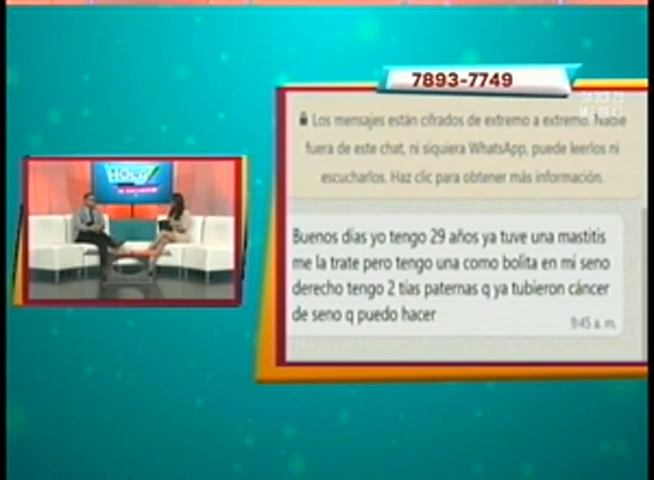 7893-7749
Los mensajes están cifrados de extremo a extremo. Nadie
fuera de este chat, ni siquiera WhatsApp, puede leerlos ni
escucharlos. Haz clic para obtener más información.
HOLA
EL SALVADOR
Buenos días yo tengo 29 años ya tuve una mastitis
me la trate pero tengo una como bolita en mi seno
derecho tengo 2 tías paternas q ya tubieron cáncer
de seno q puedo hacer
9:45 a. m.